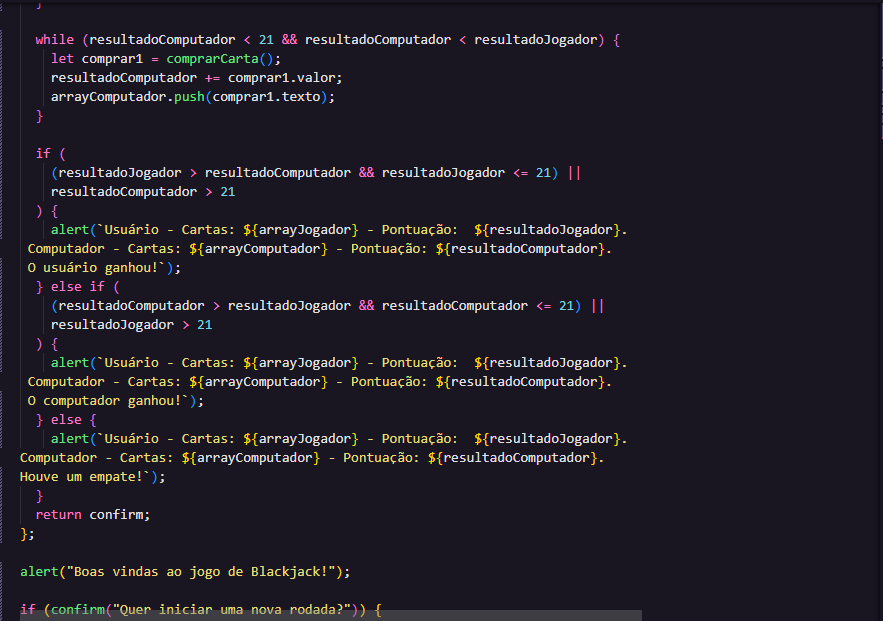 }
while (resultadoComputador < 21 && resultadoComputador < resultadoJogador) {
let comprar1 = comprarCarta();
resultadoComputador += comprar1.valor;
arrayComputador.push(comprar1.texto);
}
if (
(resultadoJogador > resultadoComputador && resultadoJogador <= 21) ||
resultadoComputador > 21
) {
alert(`Usuário - Cartas: ${arrayJogador} - Pontuação:  ${resultadoJogador}.
Computador - Cartas: ${arrayComputador} - Pontuação: ${resultadoComputador}.
O usuário ganhou!`);
} else if (
(resultadoComputador > resultadoJogador && resultadoComputador <= 21) ||
resultadoJogador > 21
) {
alert(`Usuário - Cartas: ${arrayJogador} - Pontuação:  ${resultadoJogador}.
Computador - Cartas: ${arrayComputador} - Pontuação: ${resultadoComputador}.
O computador ganhou!`);
} else {
alert(`Usuário - Cartas: ${arrayJogador} - Pontuação:  ${resultadoJogador}.
Computador - Cartas: ${arrayComputador} - Pontuação: ${resultadoComputador}.
Houve um empate!`);
}
return confirm;
};
alert("Boas vindas ao jogo de Blackjack!");
if (confirm("Quer iniciar uma nova rodada?")) {